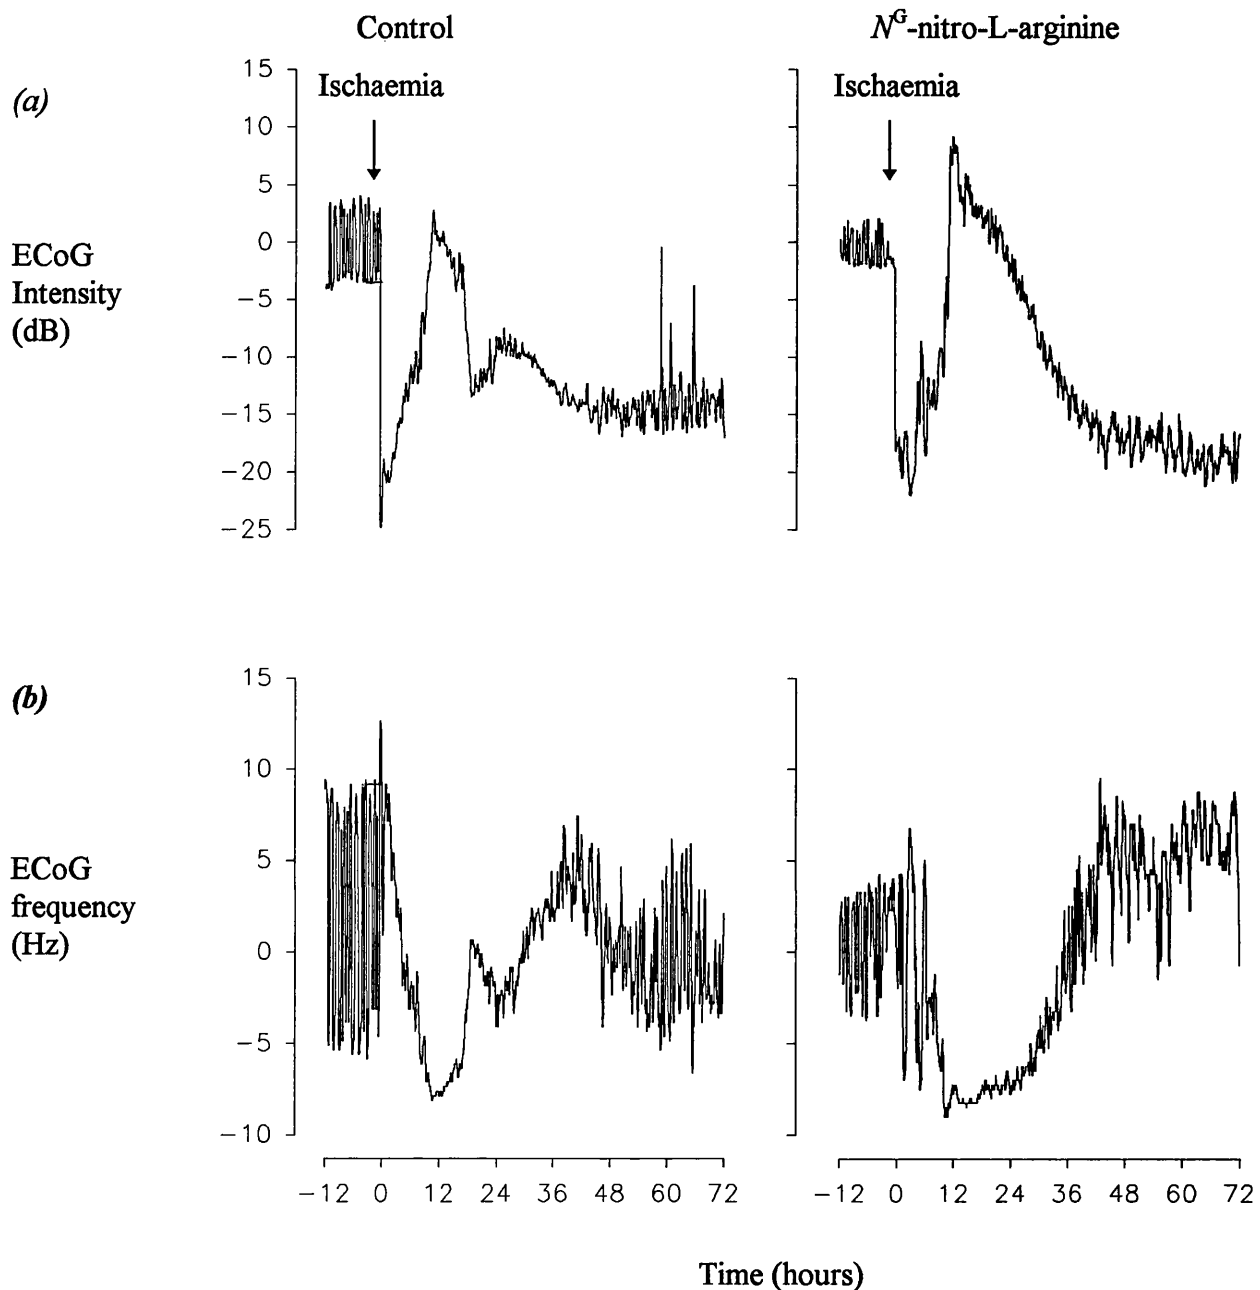 Control
N^G-nitro-L-arginine
(a)
Ischaemia
Ischaemia
ECoG
Intensity
(dB)
15
10
5
0
−5
−10
−15
−20
−25
(b)
ECoG
frequency
(Hz)
15
10
5
0
−5
−10
−12 0 12 24 36 48 60 72
−12 0 12 24 36 48 60 72
Time (hours)